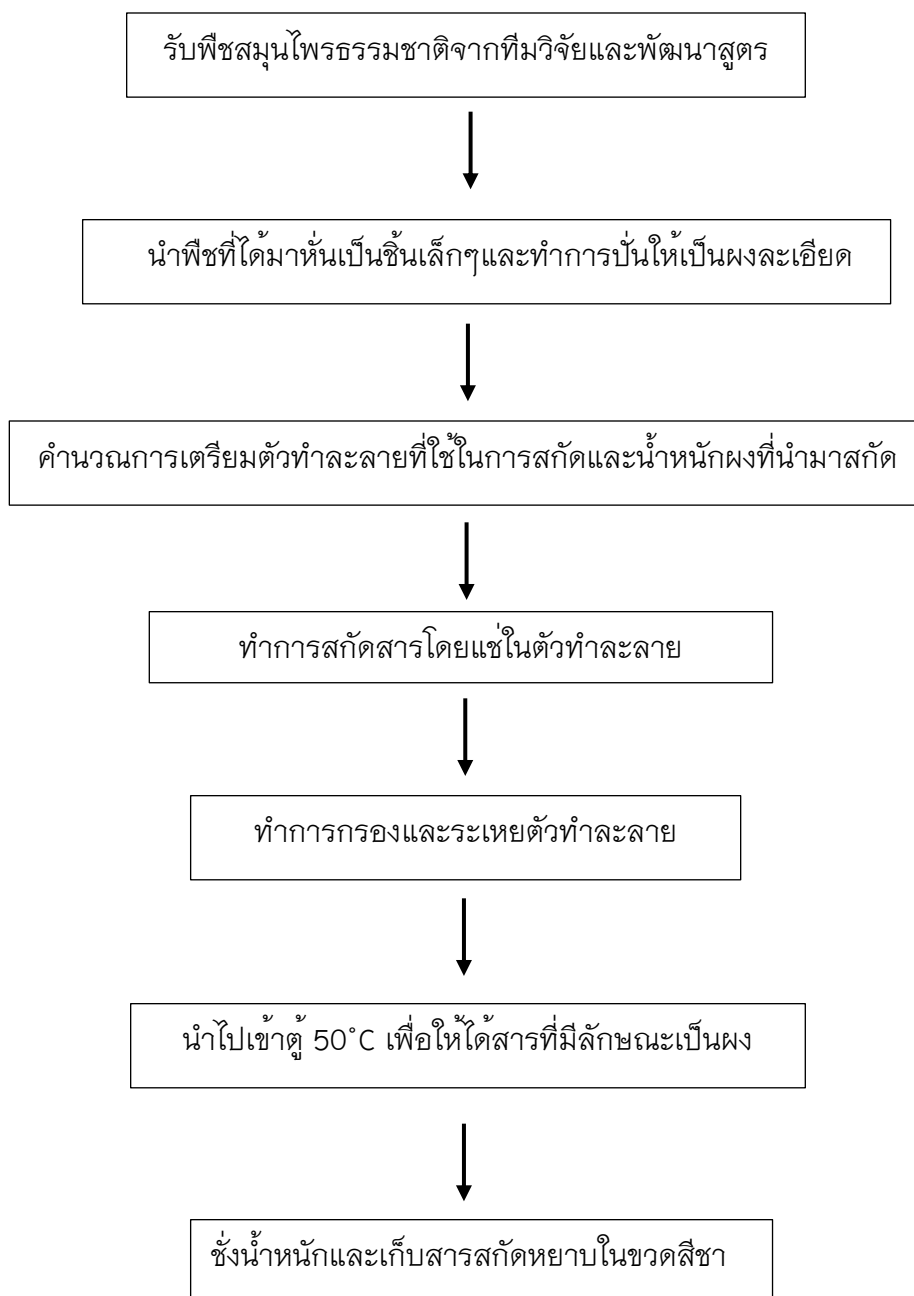 รับพืชสมุนไพรธรรมชาติจากทีมวิจัยและพัฒนาสูตร
นำพืชที่ได้มาหั่นเป็นชิ้นเล็กๆและทำการปั่นให้เป็นผงละเอียด
คำนวณการเตรียมตัวทำละลายที่ใช้ในการสกัดและน้ำหนักผงที่นำมาสกัด
ทำการสกัดสารโดยแช่ในตัวทำละลาย
ทำการกรองและระเหยตัวทำละลาย
นำไปเข้าตู้ 50°C เพื่อให้ได้สารที่มีลักษณะเป็นผง
ชั่งน้ำหนักและเก็บสารสกัดหยาบในขวดสีชา